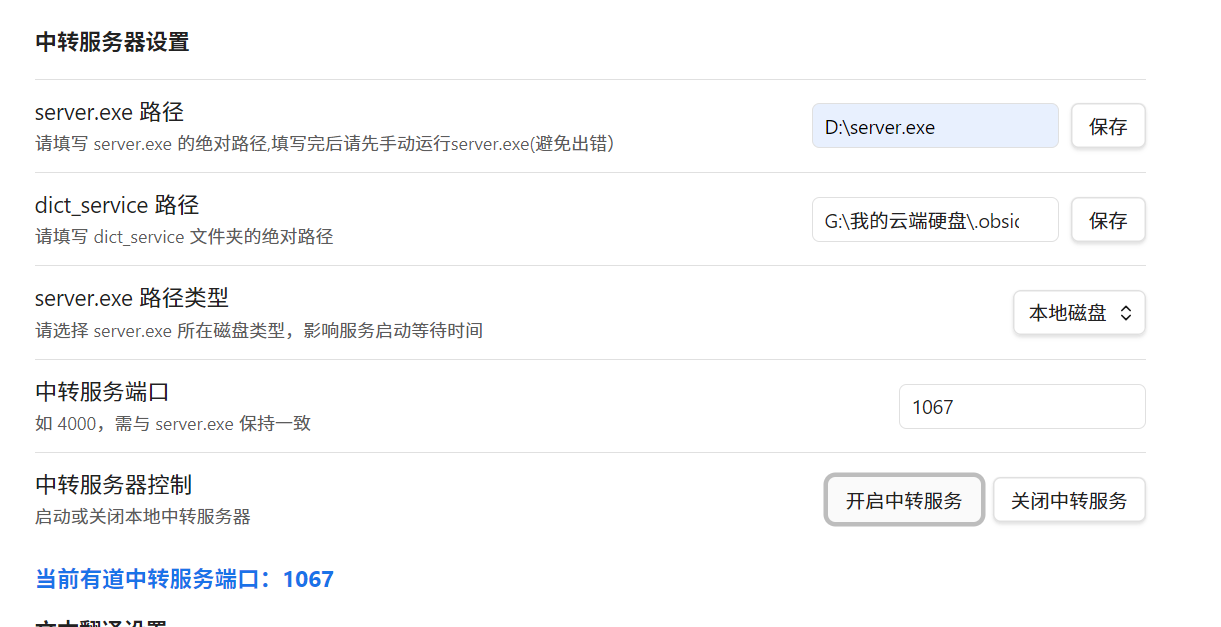 中转服务器设置
server.exe 路径
请填写 server.exe 的绝对路径,填写完后请先手动运行server.exe(避免出错)
D:\server.exe
保存
dict_service 路径
请填写 dict_service 文件夹的绝对路径
G:\我的云端硬盘\.obsic
保存
server.exe 路径类型
请选择 server.exe 所在磁盘类型，影响服务启动等待时间
本地磁盘
中转服务端口
如 4000，需与 server.exe 保持一致
1067
中转服务器控制
启动或关闭本地中转服务器
开启中转服务
关闭中转服务
当前有道中转服务端口：1067